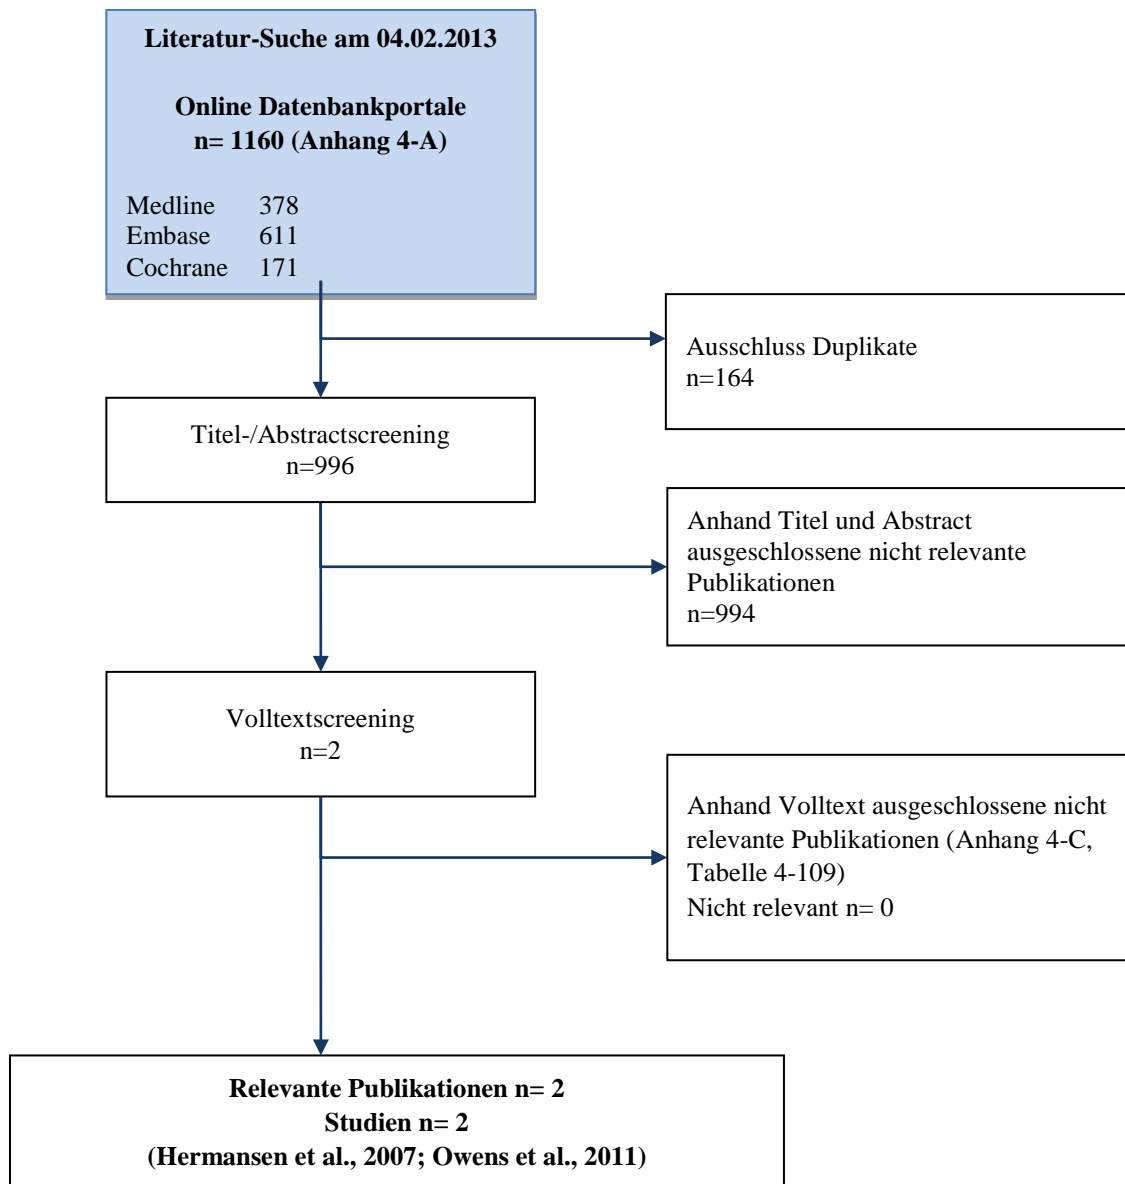 Literatur-Suche am 04.02.2013
Online Datenbankportale
n= 1160 (Anhang 4-A)
Medline 378
Embase 611
Cochrane 171
Ausschluss Duplikate
n=164
Titel-/Abstractscreening
n=996
Anhand Titel und Abstract
ausgeschlossene nicht relevante
Publikationen
n=994
Volltextscreening
n=2
Anhand Volltext ausgeschlossene nicht
relevante Publikationen (Anhang 4-C,
Tabelle 4-109)
Nicht relevant n= 0
Relevante Publikationen n= 2
Studien n= 2
(Hermansen et al., 2007; Owens et al., 2011)